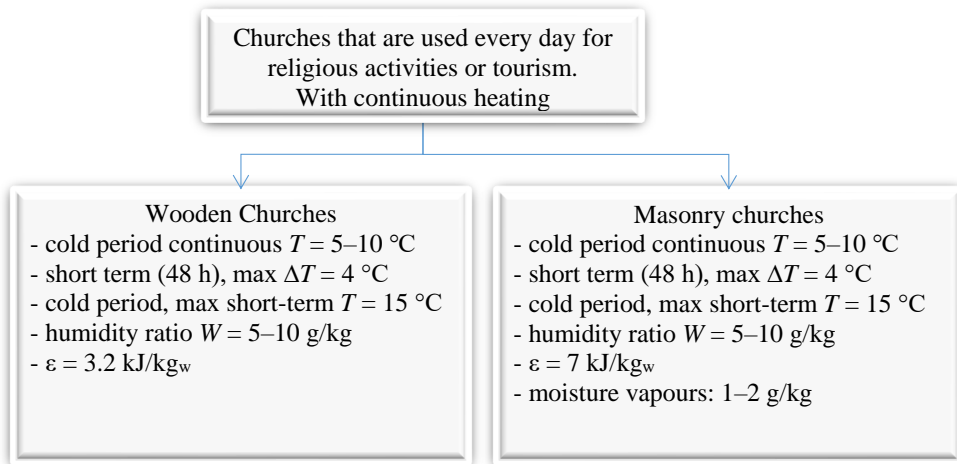 Churches that are used every day for
religious activities or tourism.
With continuous heating
Wooden Churches
- cold period continuous T = 5–10 °C
- short term (48 h), max ΔT = 4 °C
- cold period, max short-term T = 15 °C
- humidity ratio W = 5–10 g/kg
- ε = 3.2 kJ/kgw
Masonry churches
- cold period continuous T = 5–10 °C
- short term (48 h), max ΔT = 4 °C
- cold period, max short-term T = 15 °C
- humidity ratio W = 5–10 g/kg
- ε = 7 kJ/kgw
- moisture vapours: 1–2 g/kg